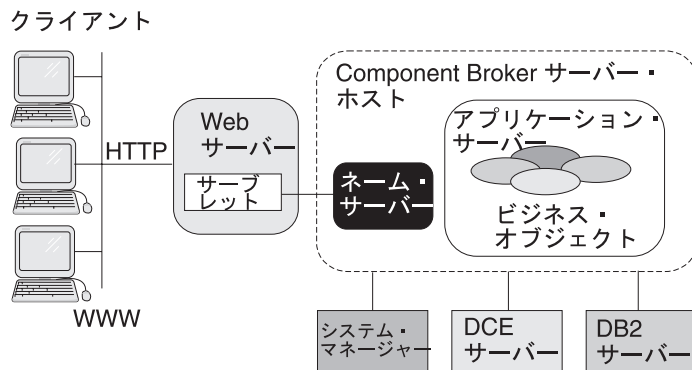 クライアント
HTTP
WWW
Web
サーバー
サーブ
レット
Component Broker サーバー・
ホスト
ネーム・
サーバー
アプリケーション・
サーバー
ビジネス・
オブジェクト
システム・
マネージャー
DCE
サーバー
DB2
サーバー